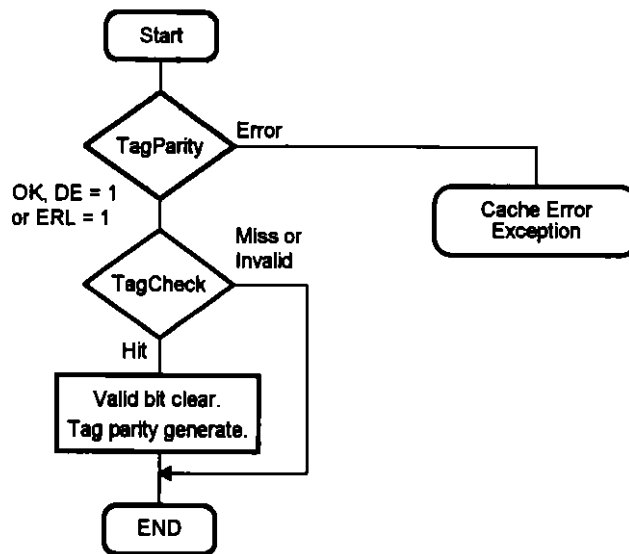 Start
TagParity
Error
OK, DE = 1
or ERL = 1
Cache Error
Exception
Miss or
Invalid
TagCheck
Hit
Valid bit clear.
Tag parity generate.
END